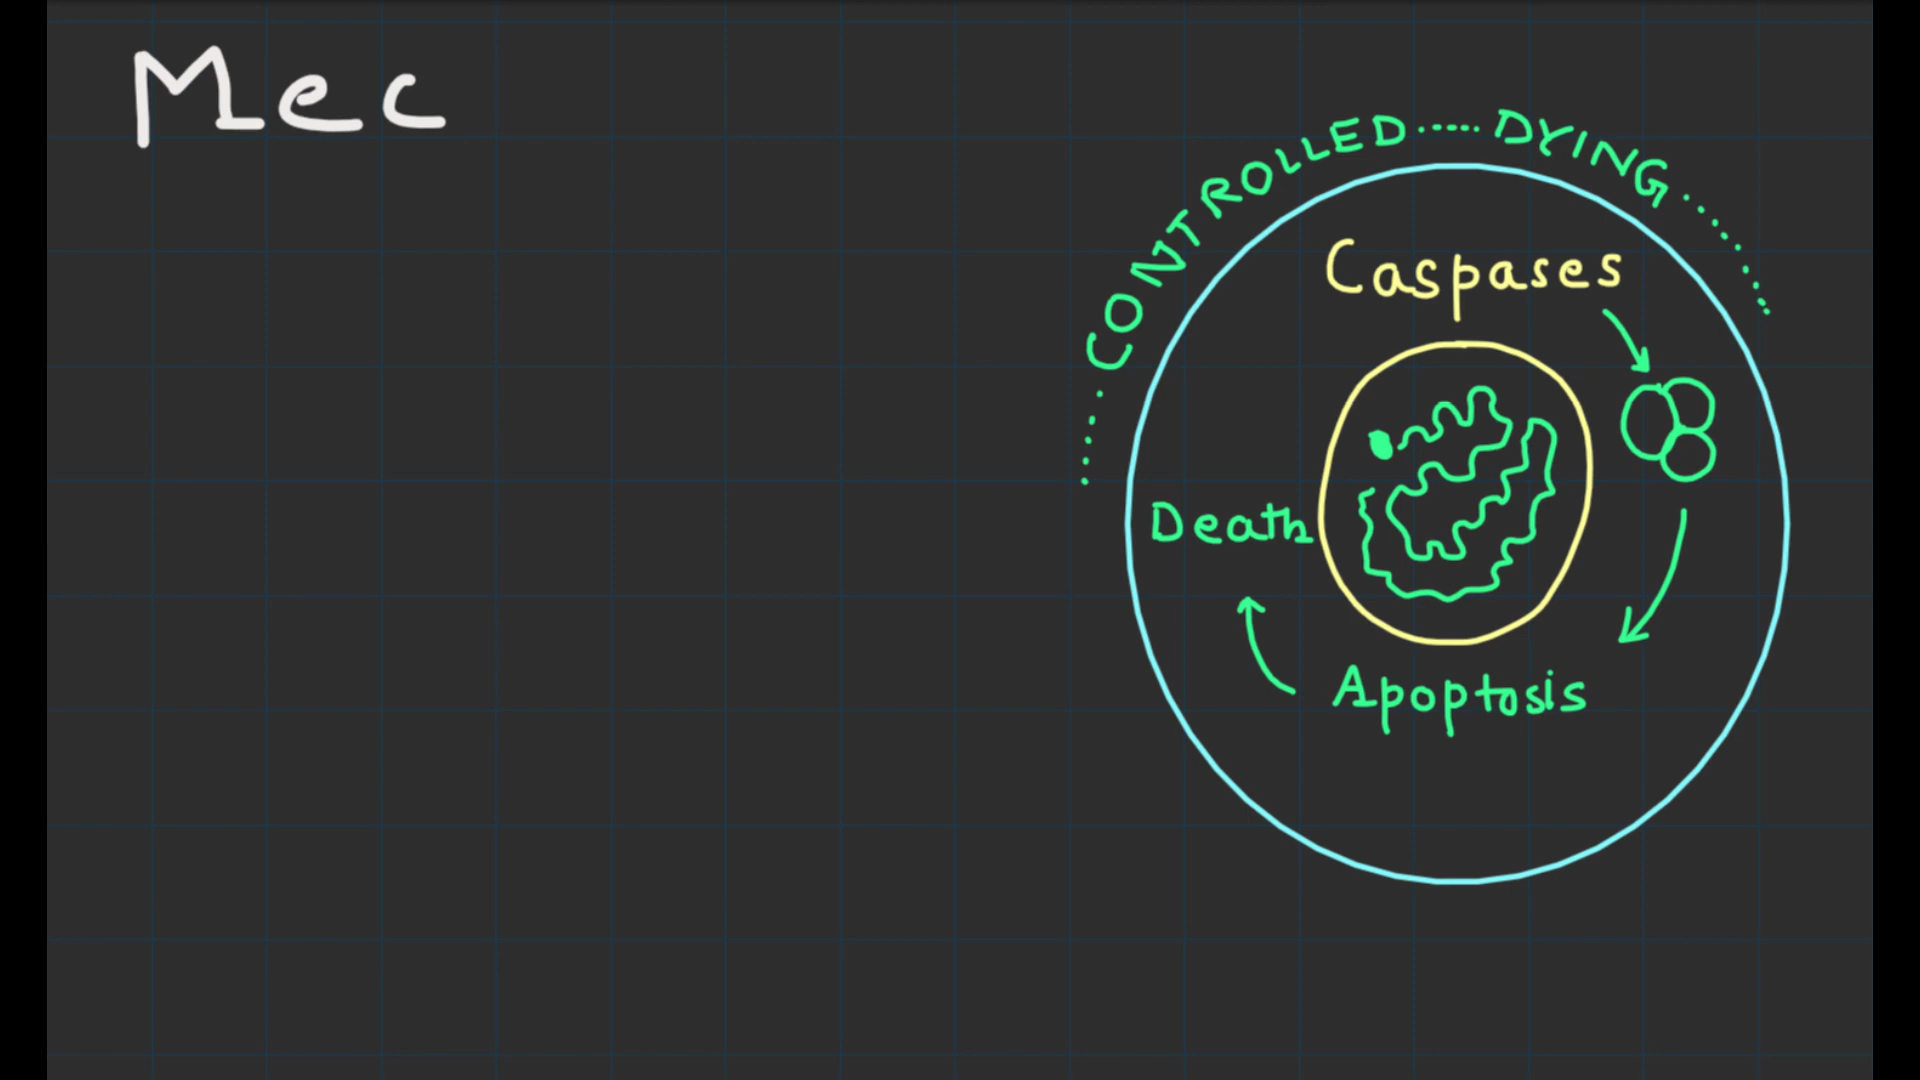 Mec
CONTROLLED ..... DYING
Caspases
Death
Apoptosis